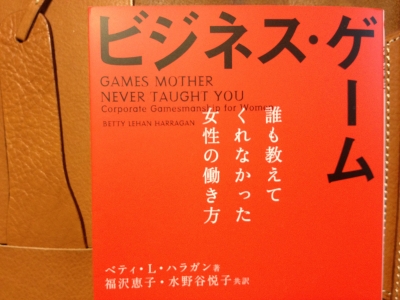 ビジネス・ゲーム
GAMES MOTHER
NEVER TAUGHT YOU
Corporate Gamesmanship for Women
BETTY LEHAN HARRAGAN
誰も教えて
くれなかった
女性の働き方
ベティ・L・ハラガン 著
福沢恵子・水野谷悦子 共訳